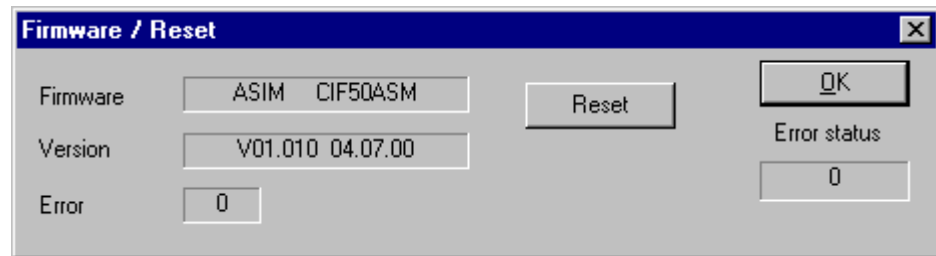 Firmware / Reset
Firmware ASIM CIF50ASM
Reset
OK
Version V01.010 04.07.00
Error status
Error 0
0